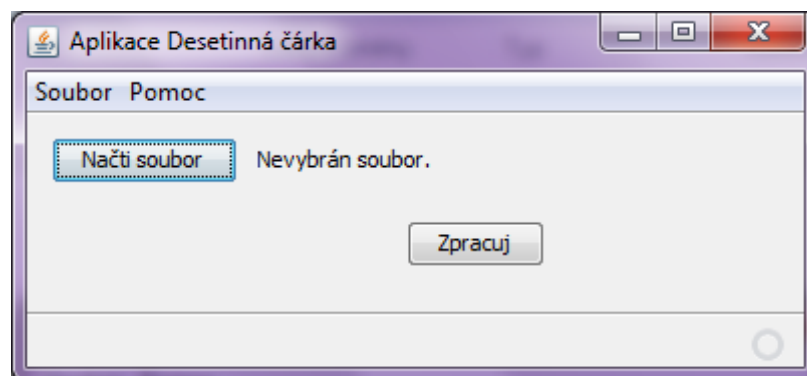 Aplikace Desetinná čárka
Soubor Pomoc
Načti soubor Nevybrán soubor.
Zpracuj